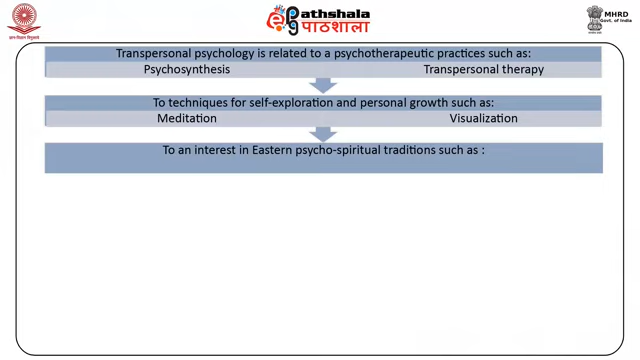 ePathshala
पाठशाला
MHRD
Govt. of India
Transpersonal psychology is related to a psychotherapeutic practices such as:
Psychosynthesis Transpersonal therapy
To techniques for self-exploration and personal growth such as:
Meditation Visualization
To an interest in Eastern psycho-spiritual traditions such as :